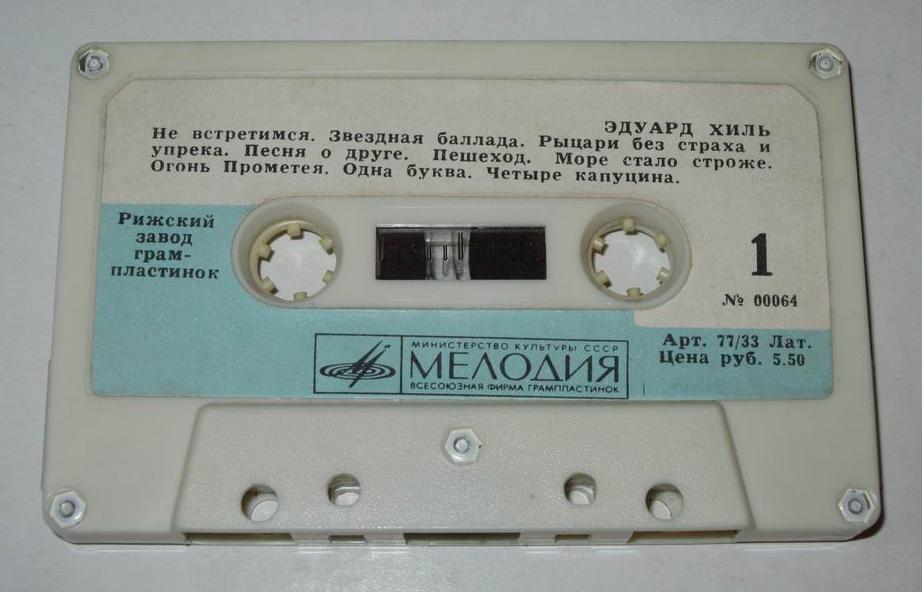 ЭДУАРД ХИЛЬ
Не встретимся. Звездная баллада. Рыцари без страха и
упрека. Песня о друге. Пешеход. Море стало строже.
Огонь Прометея. Одна буква. Четыре капуцина.
Рижский
завод
грам-
пластинок
1
№ 00064
Арт. 77/33 Лат.
Цена руб. 5.50
МИНИСТЕРСТВО КУЛЬТУРЫ СССР
МЕЛОДИЯ
ВСЕСОЮЗНАЯ ФИРМА ГРАМПЛАСТИНОК